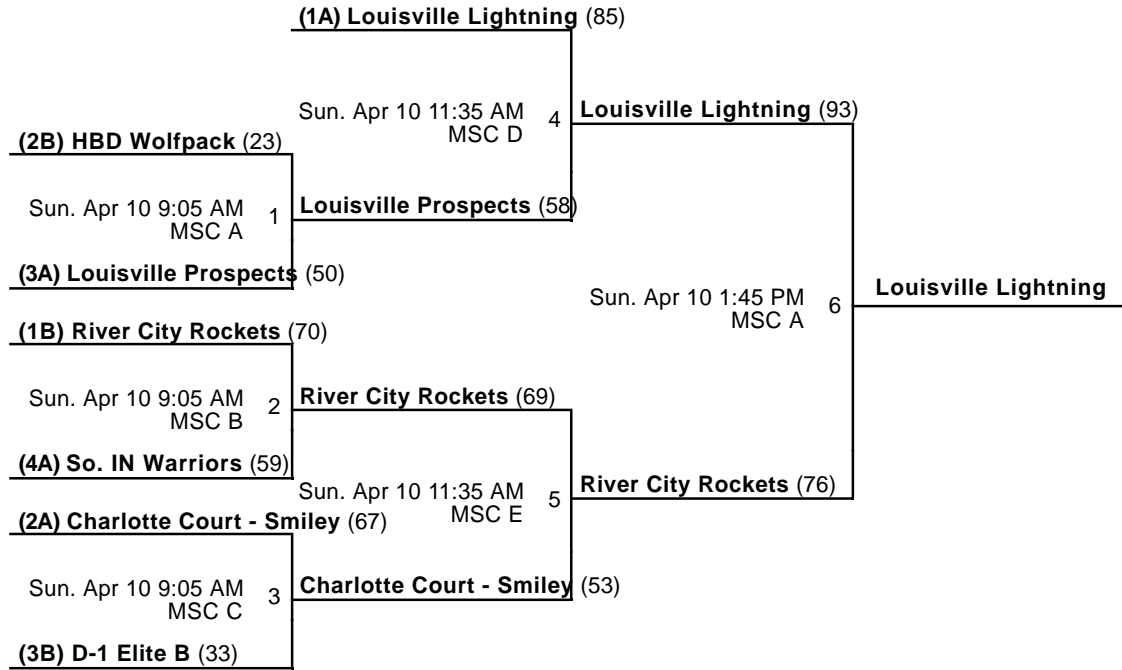 (1A) Louisville Lightning (85)
Sun. Apr 10 11:35 AM
MSC D
4
Louisville Lightning (93)
(2B) HBD Wolfpack (23)
Sun. Apr 10 9:05 AM
MSC A
1
Louisville Prospects (58)
(3A) Louisville Prospects (50)
Sun. Apr 10 1:45 PM
MSC A
6
Louisville Lightning
(1B) River City Rockets (70)
Sun. Apr 10 9:05 AM
MSC B
2
River City Rockets (69)
(4A) So. IN Warriors (59)
Sun. Apr 10 11:35 AM
MSC E
5
River City Rockets (76)
(2A) Charlotte Court - Smiley (67)
Sun. Apr 10 9:05 AM
MSC C
3
Charlotte Court - Smiley (53)
(3B) D-1 Elite B (33)